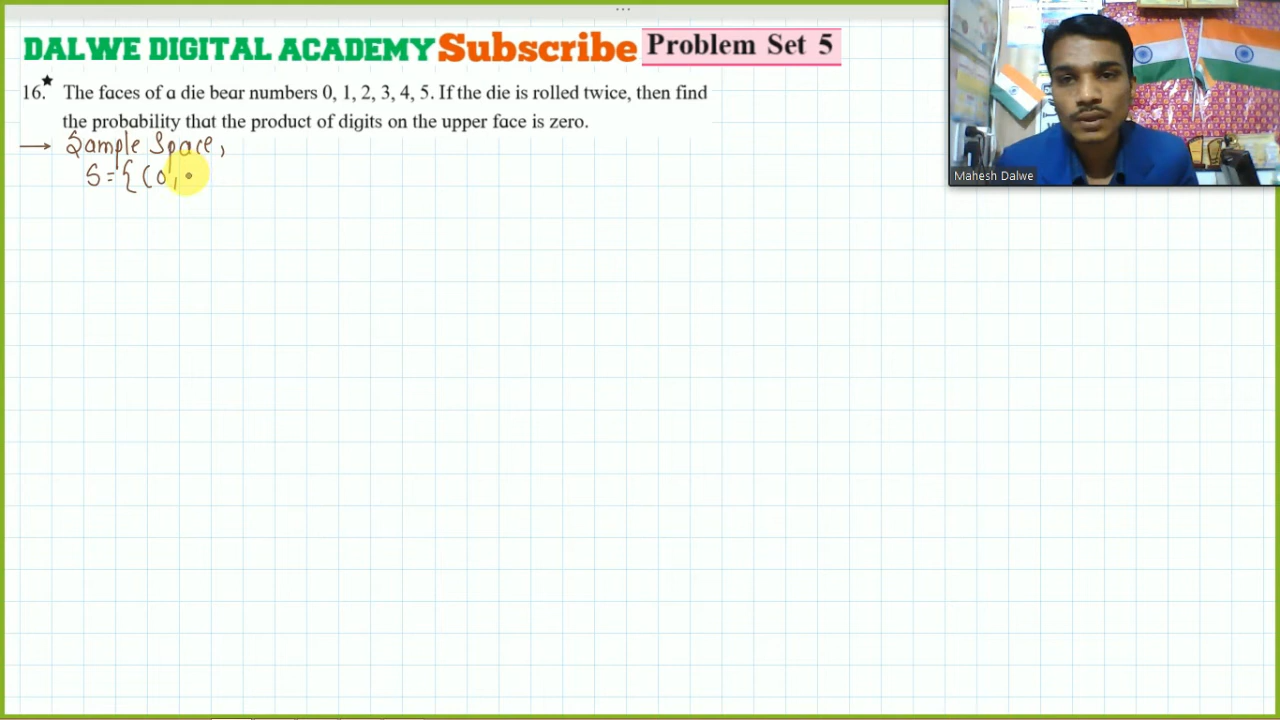 DALWE DIGITAL ACADEMY Subscribe Problem Set 5
16.★ The faces of a die bear numbers 0, 1, 2, 3, 4, 5. If the die is rolled twice, then find
the probability that the product of digits on the upper face is zero.
→ Sample Space,
S={(0,
Mahesh Dalwe